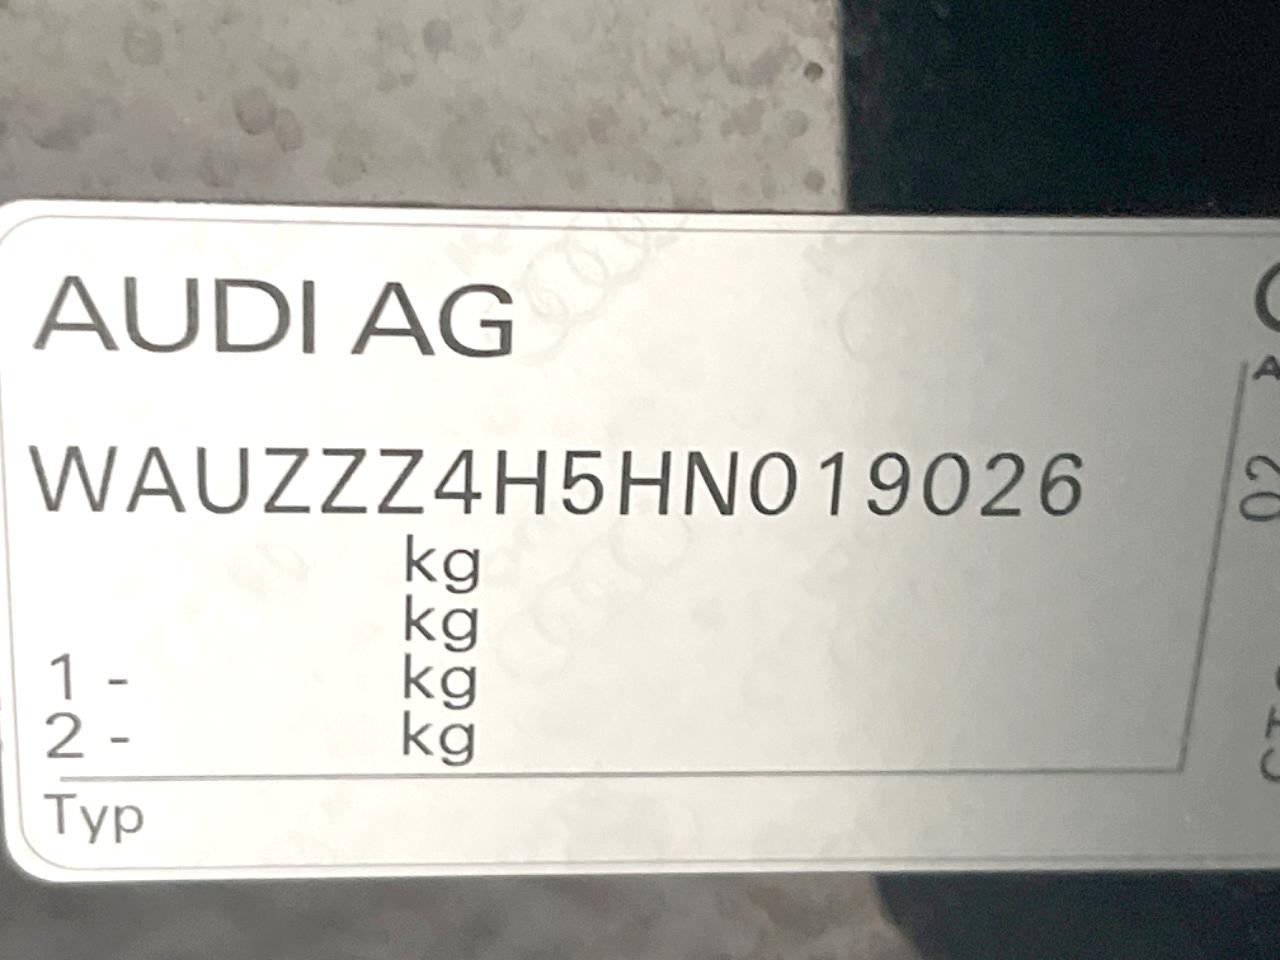 AUDI AG
WAUZZZ4H5HN019026
kg
kg
1 - kg
2 - kg
Typ